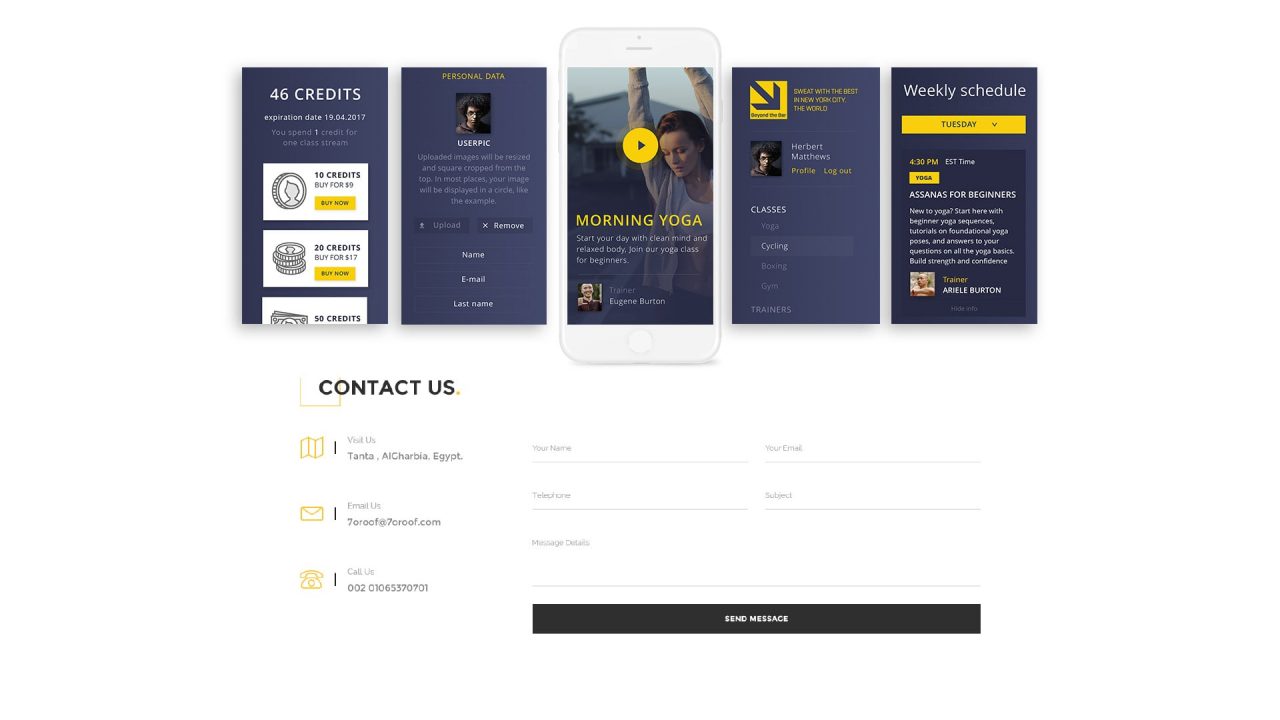 46 CREDITS
expiration date 19.04.2017
You spend 1 credit for
one class stream
10 CREDITS
BUY FOR $9
BUY NOW
20 CREDITS
BUY FOR $17
BUY NOW
50 CREDITS
PERSONAL DATA
USERPIC
Uploaded images will be resized
and square cropped from the
top. In most places, your image
will be displayed in a circle, like
the example.
Upload
Remove
Name
E-mail
Last name
MORNING YOGA
Start your day with clean mind and
relaxed body, Join our yoga class
for beginners.
Trainer
Eugene Burton
Beyond the Bar
SWEAT WITH THE BEST
IN NEW YORK CITY.
THE WORLD
Herbert
Matthews
Profile Log out
CLASSES
Yoga
Cycling
Boxing
Gym
TRAINERS
Weekly schedule
TUESDAY
4:30 PM EST Time
YOGA
ASSANAS FOR BEGINNERS
New to yoga? Start here with
beginner yoga sequences,
tutorials on foundational yoga
poses, and answers to your
questions on all the yoga basics.
Build strength and confidence
Trainer
ARIELE BURTON
Hide info
CONTACT US.
Visit Us
Tanta , AlGharbia, Egypt.
Email Us
7oroof@7oroof.com
Call Us
002 01065370701
Your Name
Your Email
Telephone
Subject
Message Details
SEND MESSAGE